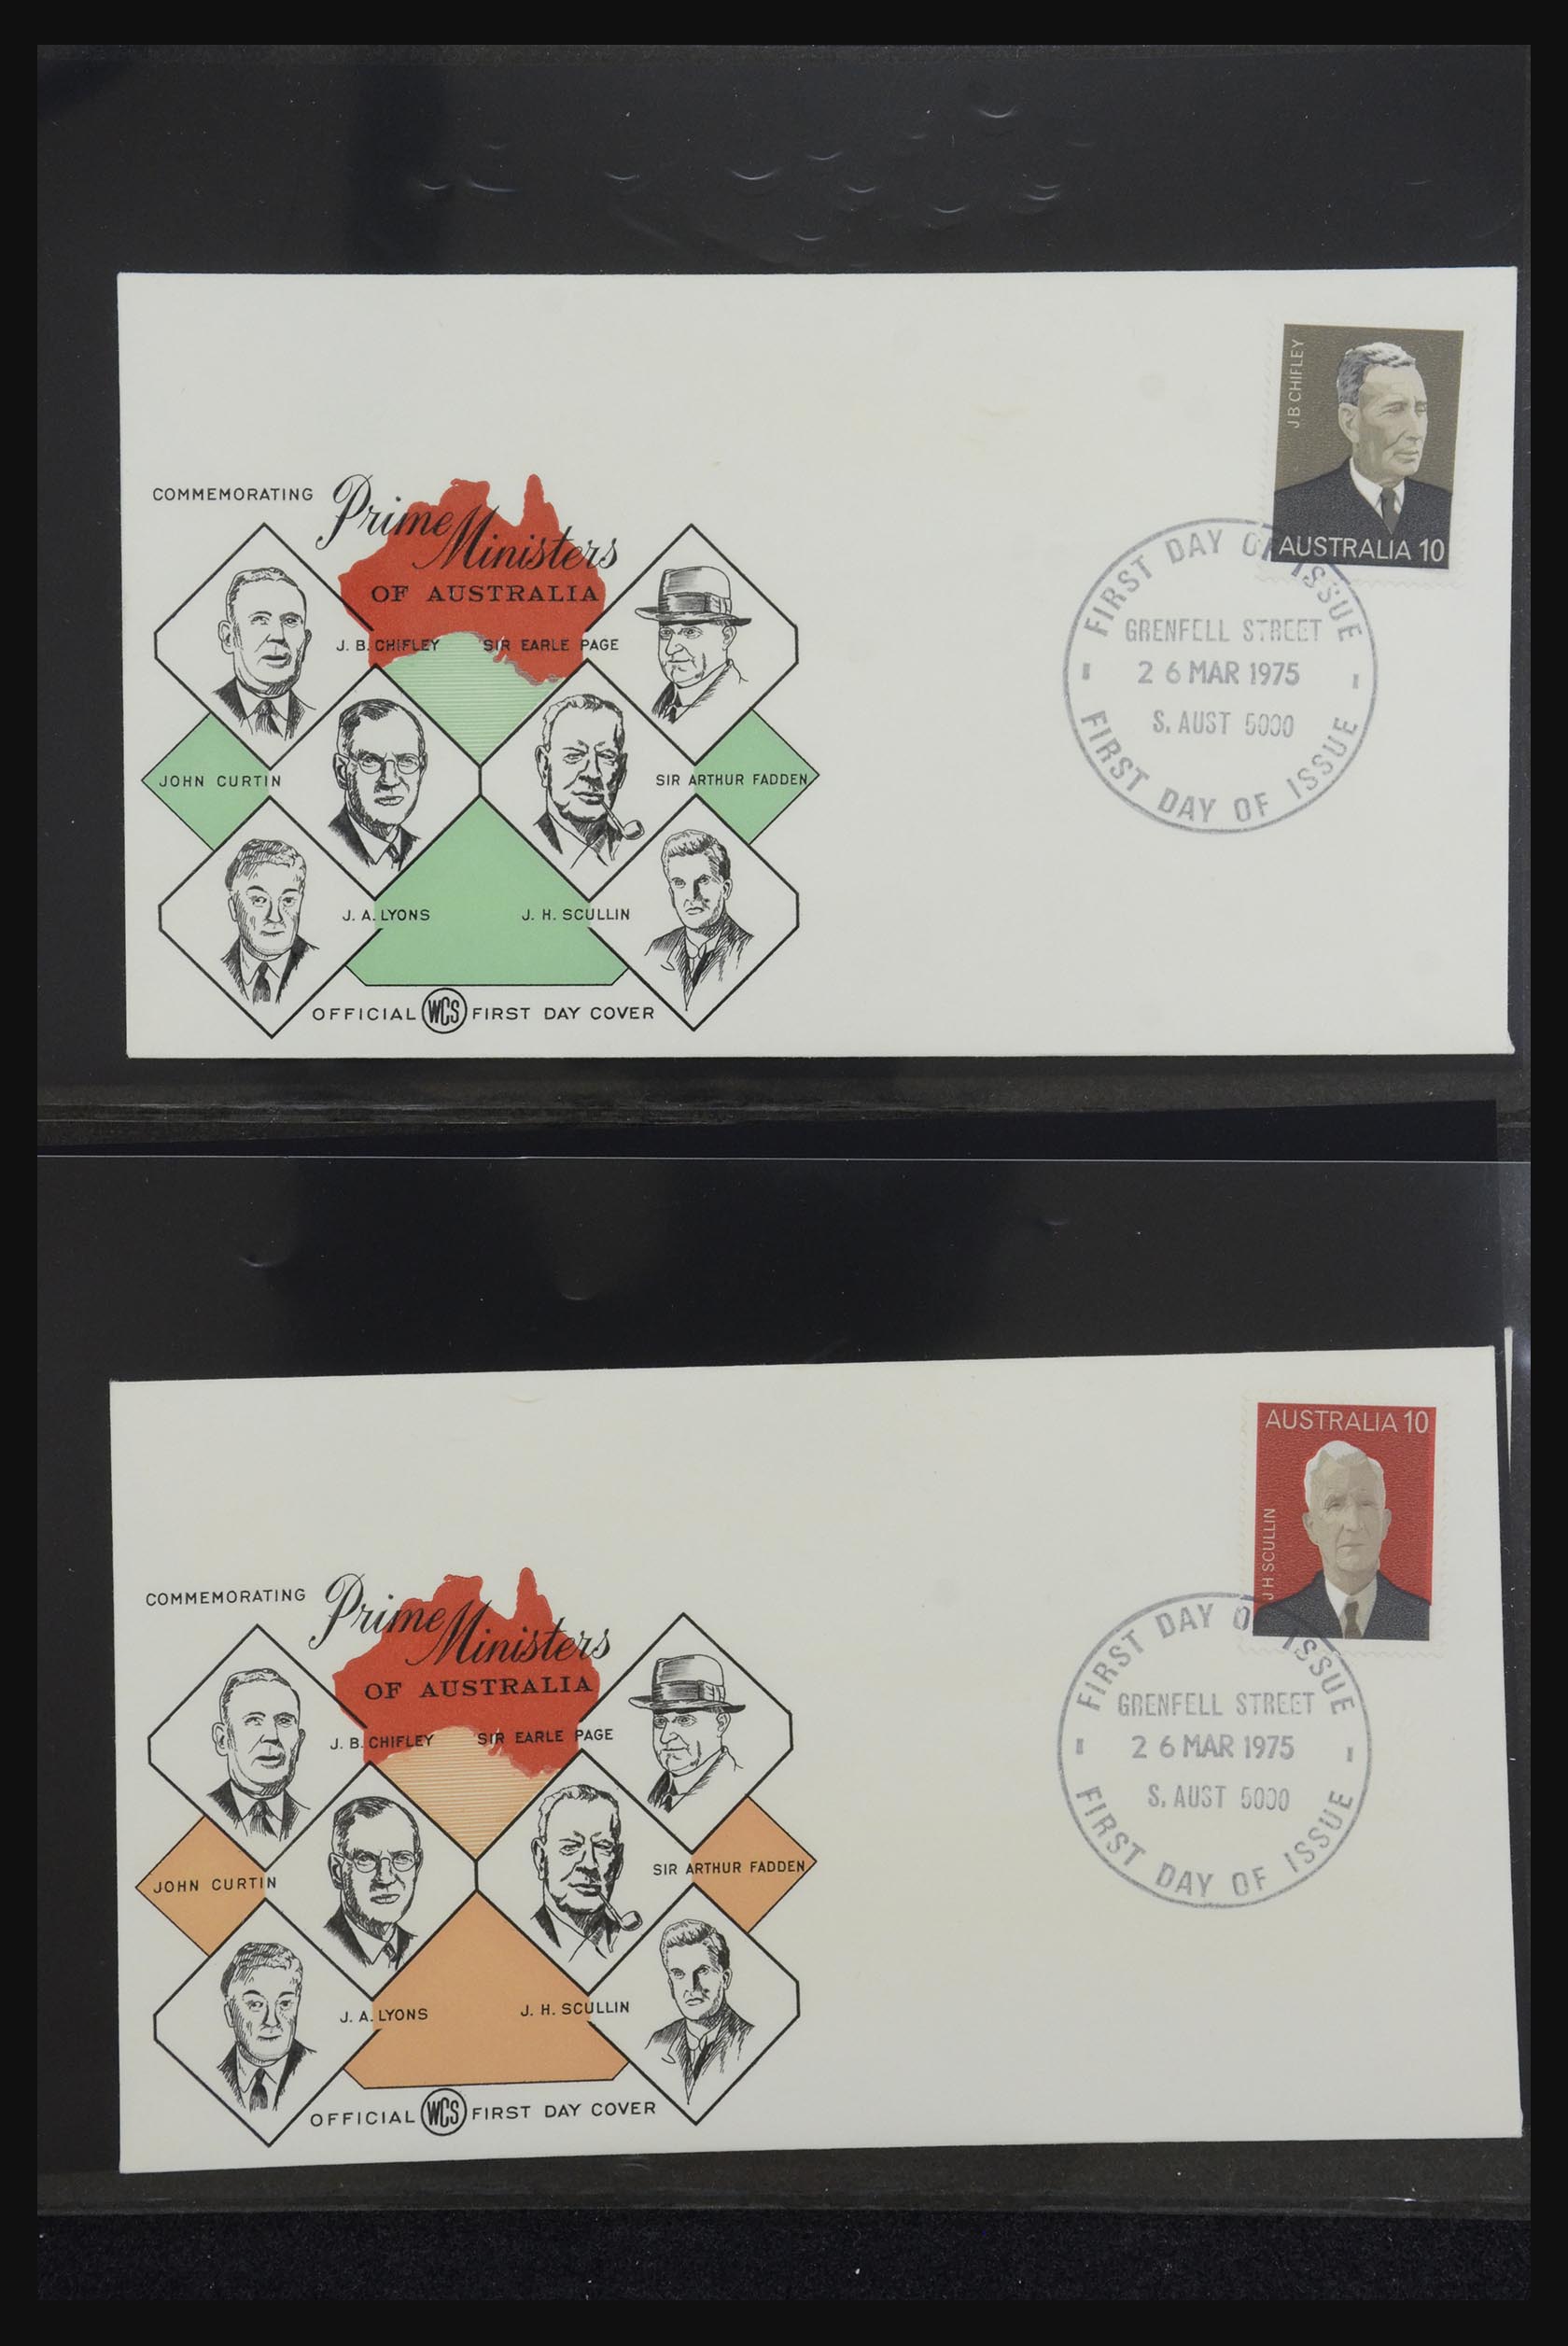 J B CHIFLEY
AUSTRALIA 10
COMMEMORATING
Prime Ministers
OF AUSTRALIA
J. B. CHIFLEY
SIR EARLE PAGE
JOHN CURTIN
SIR ARTHUR FADDEN
J. A. LYONS
J. H. SCULLIN
OFFICIAL WCS FIRST DAY COVER
FIRST DAY OF ISSUE
GRENFELL STREET
2 6 MAR 1975
S. AUST 5000
FIRST DAY OF ISSUE
AUSTRALIA 10
J H SCULLIN
COMMEMORATING
Prime Ministers
OF AUSTRALIA
J. B. CHIFLEY
SIR EARLE PAGE
JOHN CURTIN
SIR ARTHUR FADDEN
J. A. LYONS
J. H. SCULLIN
OFFICIAL WCS FIRST DAY COVER
FIRST DAY OF ISSUE
GRENFELL STREET
2 6 MAR 1975
S. AUST 5000
FIRST DAY OF ISSUE